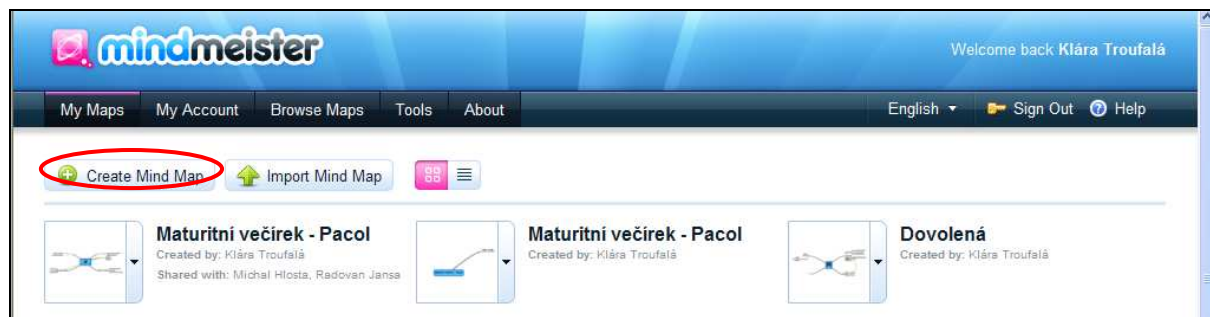 mindmeister
Welcome back Klára Troufalá
My Maps My Account Browse Maps Tools About English Sign Out Help
Create Mind Map Import Mind Map
Maturitní večírek - Pacol
Created by: Klára Troufalá
Shared with: Michal Hlosta, Radovan Jansa
Maturitní večírek - Pacol
Created by: Klára Troufalá
Dovolená
Created by: Klára Troufalá